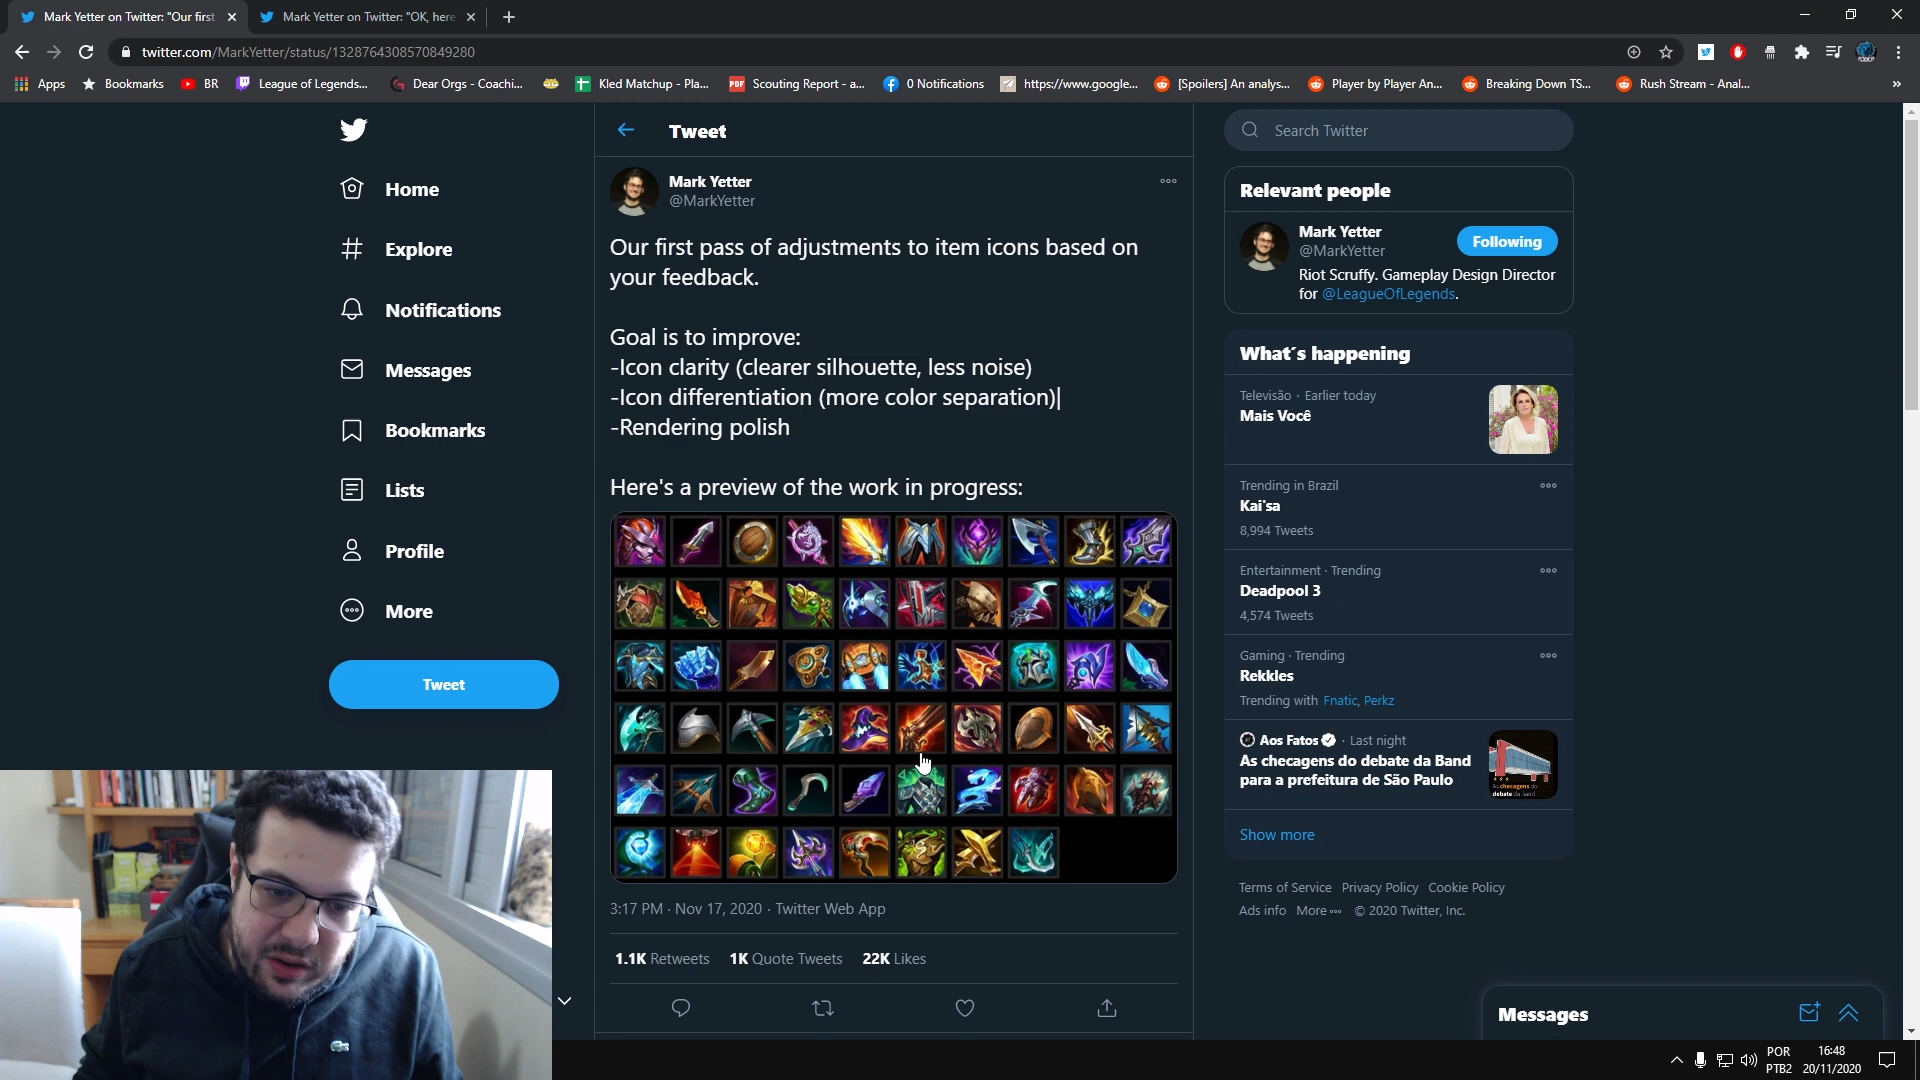 Mark Yetter on Twitter: "Our first
Mark Yetter on Twitter: "OK, here'
twitter.com/MarkYetter/status/1328764308570849280
Apps
Bookmarks
BR
League of Legends...
Dear Orgs - Coachi...
Kled Matchup - Pla...
PDF
Scouting Report - a...
0 Notifications
https://www.google...
[Spoilers] An analys...
Player by Player An...
Breaking Down TS...
Rush Stream - Anal...
»
Home
Explore
Notifications
Messages
Bookmarks
Lists
Profile
More
Tweet
Tweet
Mark Yetter
@MarkYetter
Our first pass of adjustments to item icons based on
your feedback.
Goal is to improve:
-Icon clarity (clearer silhouette, less noise)
-Icon differentiation (more color separation)|
-Rendering polish
Here's a preview of the work in progress:
3:17 PM · Nov 17, 2020 · Twitter Web App
1.1K Retweets 1K Quote Tweets 22K Likes
Search Twitter
Relevant people
Mark Yetter
@MarkYetter
Following
Riot Scruffy. Gameplay Design Director
for @LeagueOfLegends.
What's happening
Televisão · Earlier today
Mais Você
Trending in Brazil
Kai'sa
8,994 Tweets
Entertainment · Trending
Deadpool 3
4,574 Tweets
Gaming · Trending
Rekkles
Trending with Fnatic, Perkz
Aos Fatos · Last night
As checagens do debate da Band
para a prefeitura de São Paulo
As checagens do
debate da Band
Show more
Terms of Service Privacy Policy Cookie Policy
Ads info More ··· © 2020 Twitter, Inc.
Messages
POR
PTB2
16:48
20/11/2020